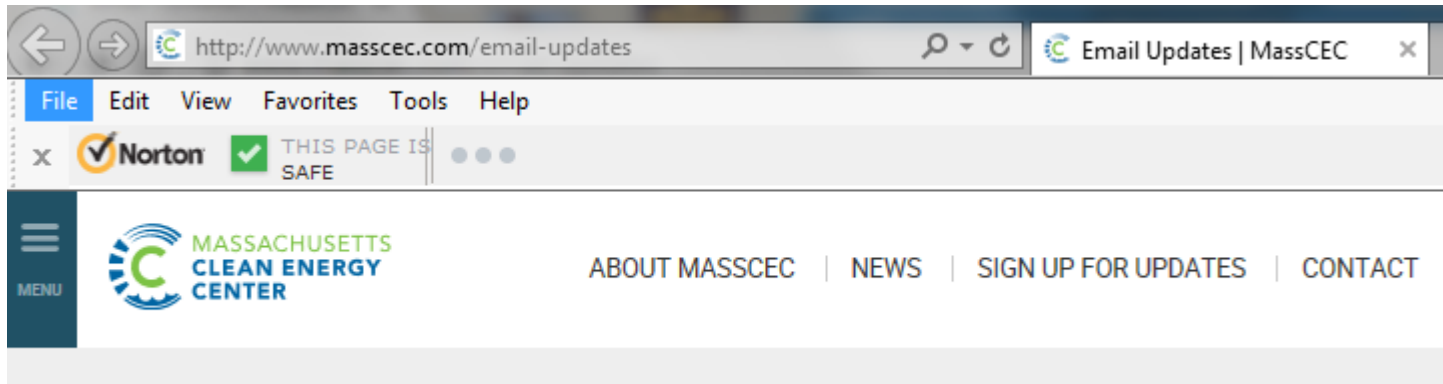 http://www.masscec.com/email-updates
Email Updates | MassCEC
File Edit View Favorites Tools Help
x Norton THIS PAGE IS
SAFE
MENU
MASSACHUSETTS
CLEAN ENERGY
CENTER
ABOUT MASSCEC | NEWS | SIGN UP FOR UPDATES | CONTACT